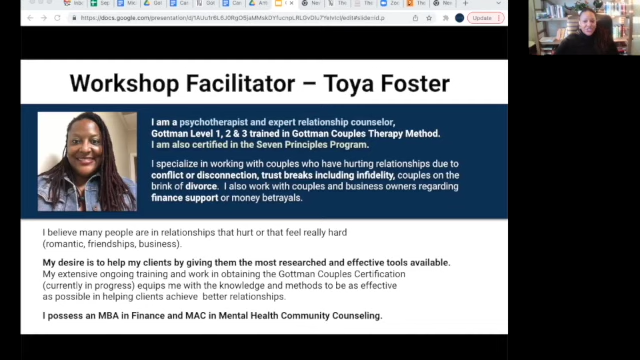 Update
https://docs.google.com/presentation/d/
Workshop Facilitator – Toya Foster
I am a psychotherapist and expert relationship counselor,
Gottman Level 1, 2 & 3 trained in Gottman Couples Therapy Method.
I am also certified in the Seven Principles Program.
I specialize in working with couples who have hurting relationships due to
conflict or disconnection, trust breaks including infidelity, couples on the
brink of divorce. I also work with couples and business owners regarding
finance support or money betrayals.
I believe many people are in relationships that hurt or that feel really hard
(romantic, friendships, business).
My desire is to help my clients by giving them the most researched and effective tools available.
My extensive ongoing training and work in obtaining the Gottman Couples Certification
(currently in progress) equips me with the knowledge and methods to be as effective
as possible in helping clients achieve better relationships.
I possess an MBA in Finance and MAC in Mental Health Community Counseling.